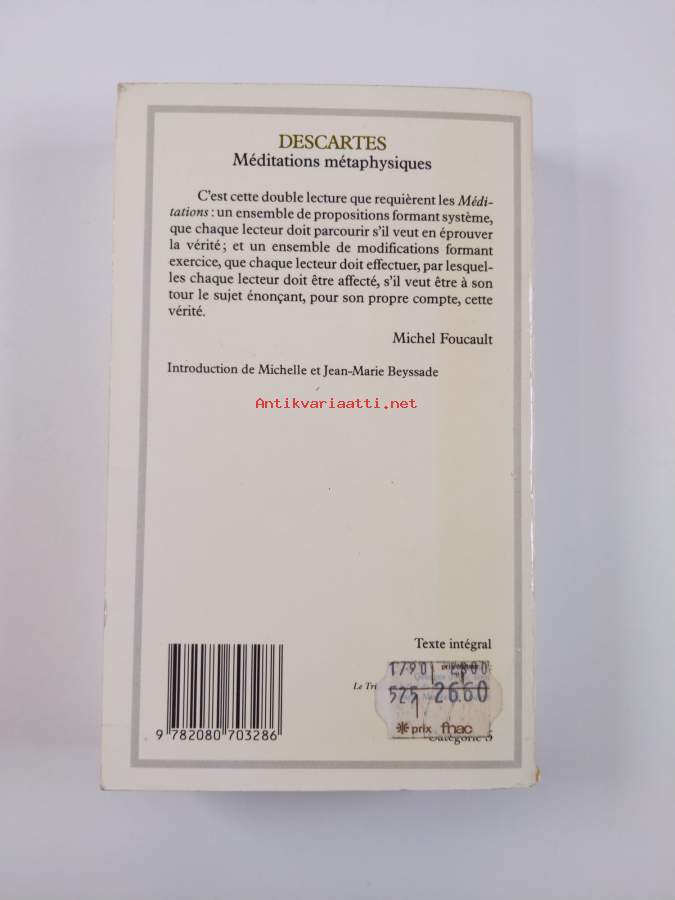 DESCARTES
Méditations métaphysiques
C'est cette double lecture que requièrent les Médi-
tations : un ensemble de propositions formant système,
que chaque lecteur doit parcourir s'il veut en éprouver
la vérité ; et un ensemble de modifications formant
exercice, que chaque lecteur doit effectuer, par lesquel-
les chaque lecteur doit être affecté, s'il veut être à son
tour le sujet énonçant, pour son propre compte, cette
vérité.
Michel Foucault
Introduction de Michelle et Jean-Marie Beyssade
Antikvariaatti.net
Texte intégral
Le Tri
525 2660
prix fnac
9 782080 703286